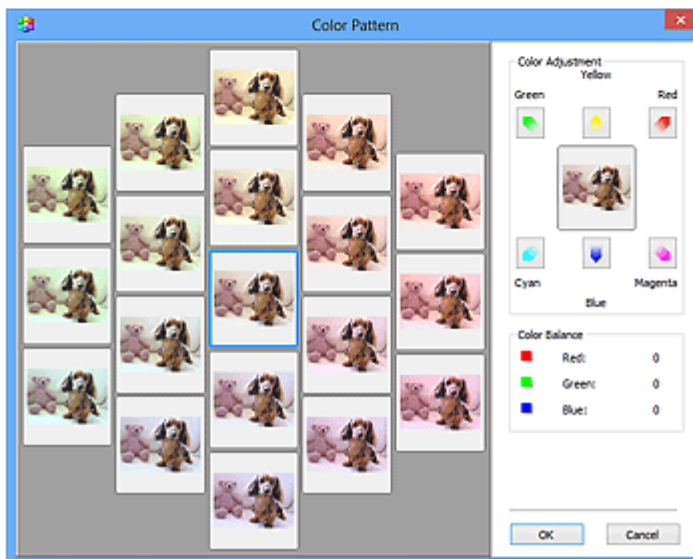 Color Pattern
Color Adjustment
Yellow
Green Red
Cyan Magenta
Blue
Color Balance
Red: 0
Green: 0
Blue: 0
OK Cancel